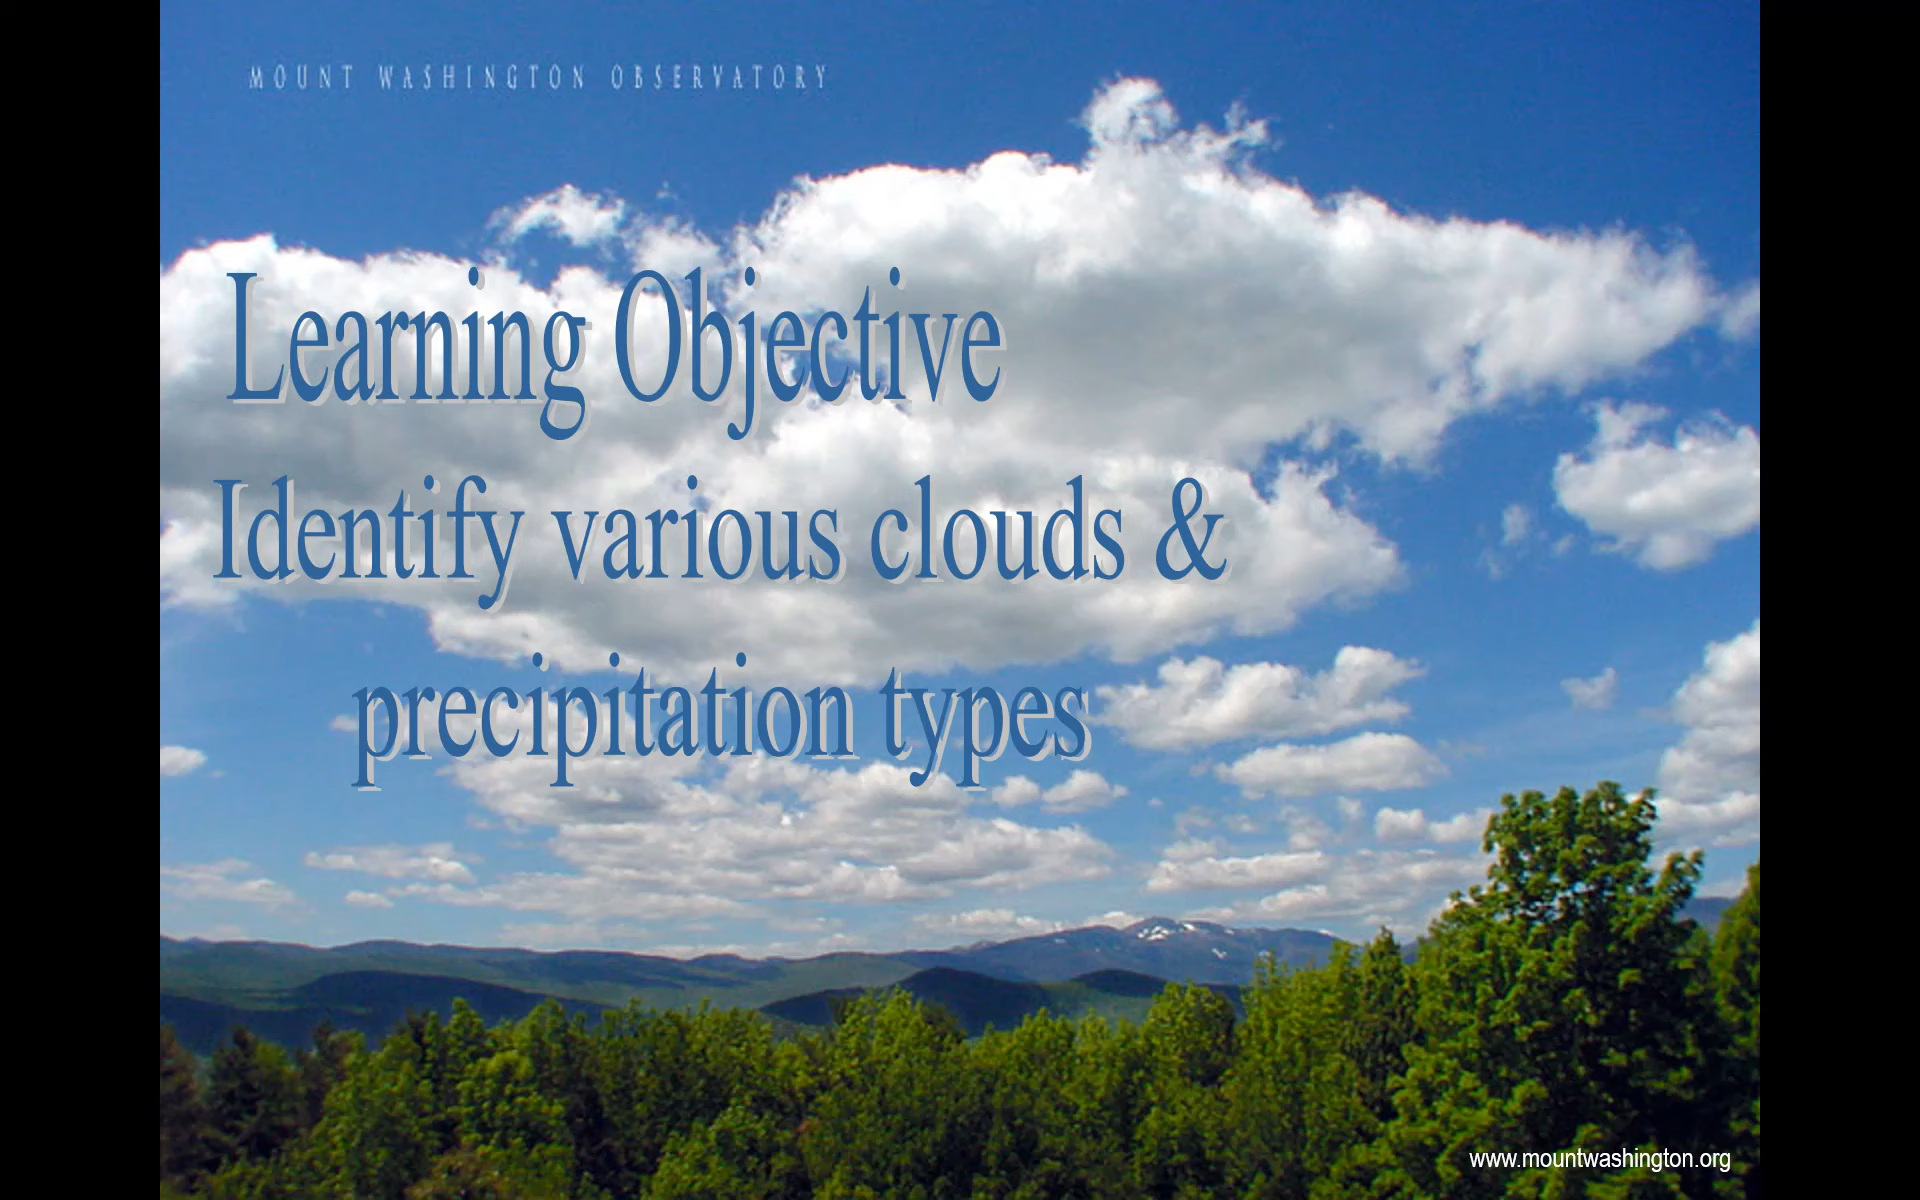 MOUNT WASHINGTON OBSERVATORY
Learning Objective
Identify various clouds &
precipitation types
www.mountwashington.org